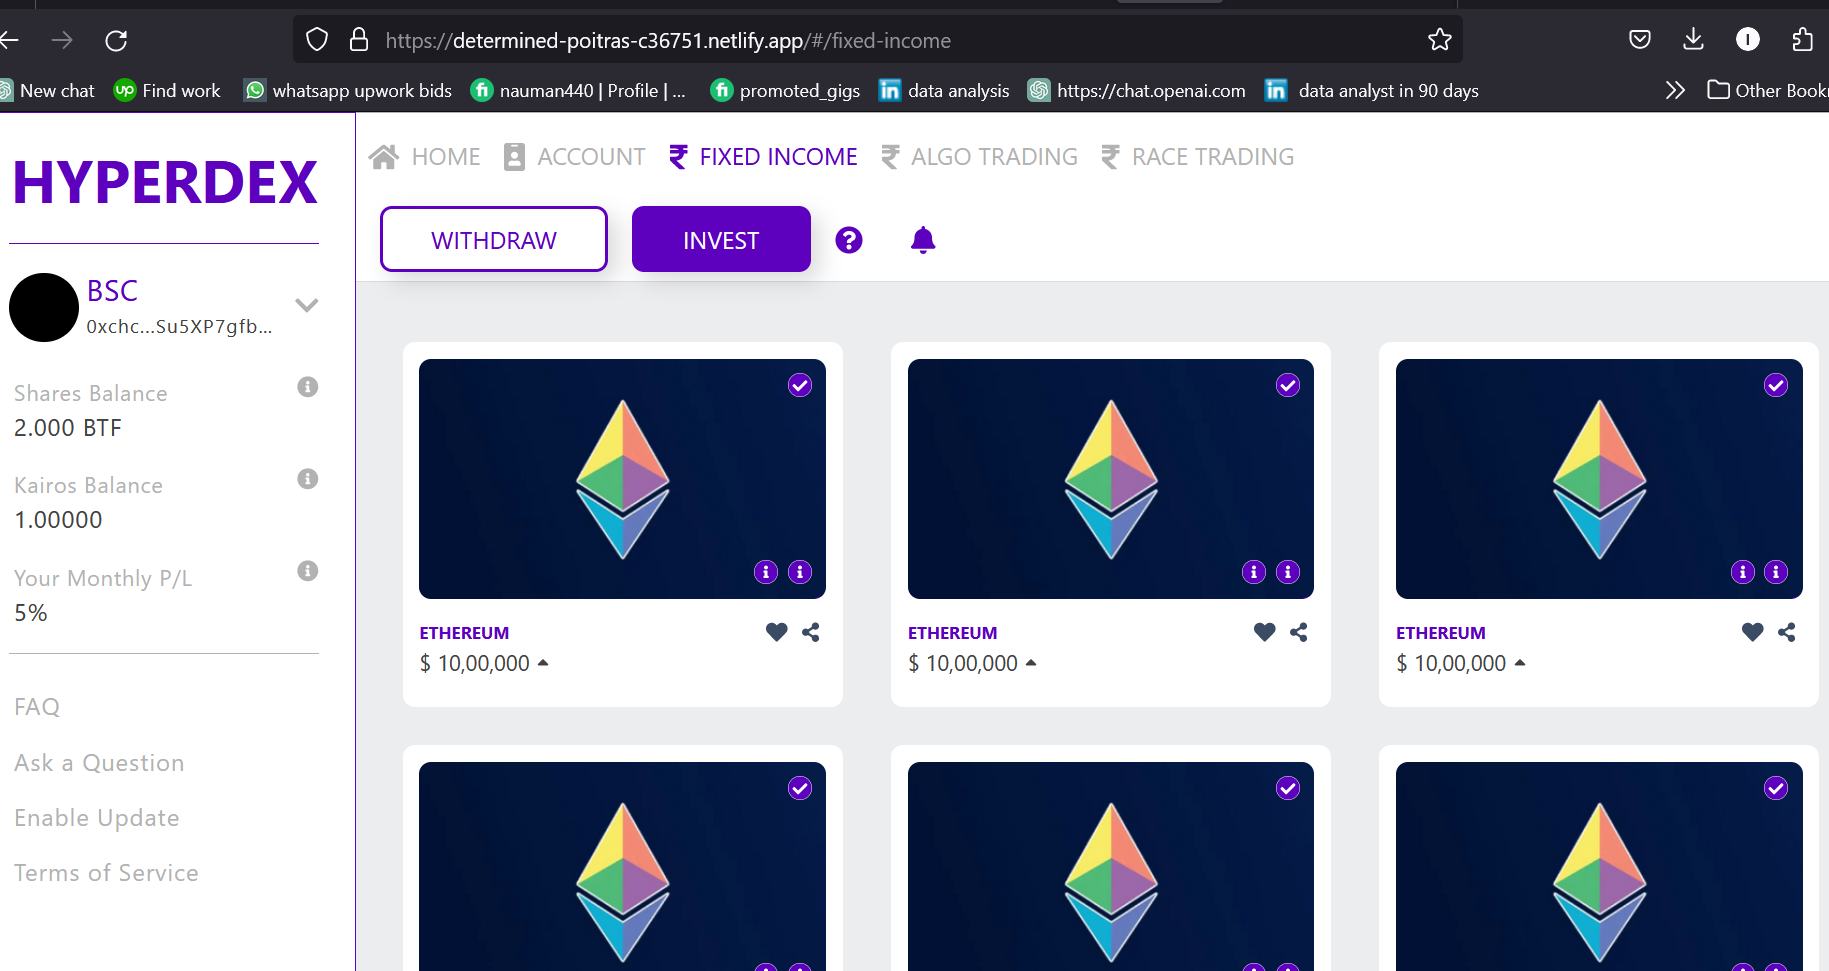 https://determined-poitras-c36751.netlify.app/#/fixed-income
New chat
Find work
whatsapp upwork bids
nauman440 | Profile | ...
promoted_gigs
data analysis
https://chat.openai.com
data analyst in 90 days
Other Book
HYPERDEX
BSC
0xchc...Su5XP7gfb...
Shares Balance
2.000 BTF
Kairos Balance
1.00000
Your Monthly P/L
5%
FAQ
Ask a Question
Enable Update
Terms of Service
HOME
ACCOUNT
FIXED INCOME
ALGO TRADING
RACE TRADING
WITHDRAW
INVEST
ETHEREUM
$ 10,00,000
ETHEREUM
$ 10,00,000
ETHEREUM
$ 10,00,000